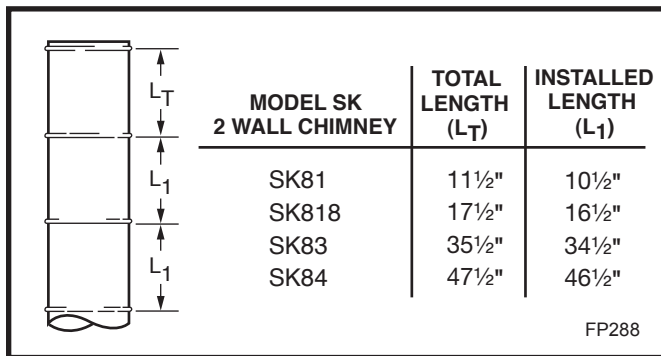 LT
L1
L1
MODEL SK
2 WALL CHIMNEY
TOTAL
LENGTH
(LT)
INSTALLED
LENGTH
(L1)
SK81 11½" 10½"
SK818 17½" 16½"
SK83 35½" 34½"
SK84 47½" 46½"
FP288